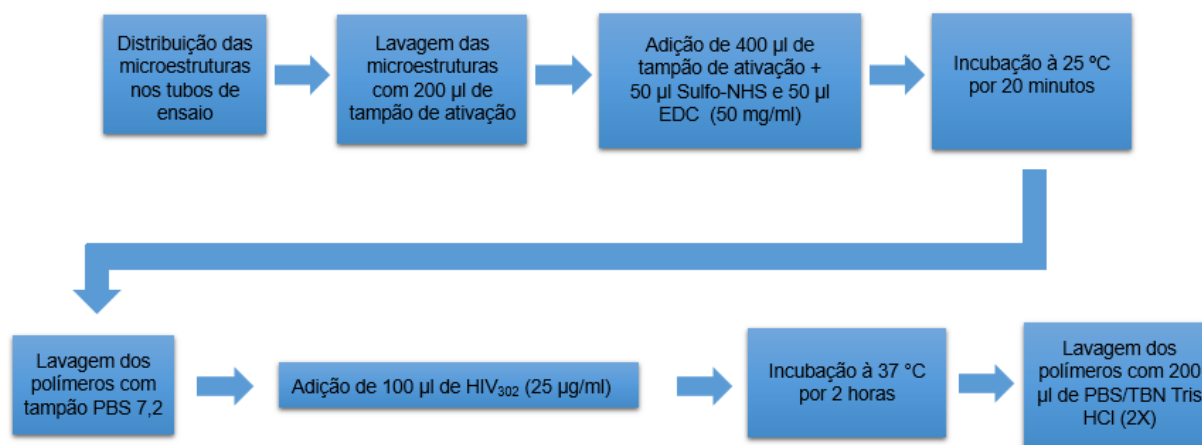 Distribuição das
microestruturas
nos tubos de
ensaio
Lavagem das
microestruturas
com 200 µl de
tampão de ativação
Adição de 400 µl de
tampão de ativação +
50 µl Sulfo-NHS e 50 µl
EDC (50 mg/ml)
Incubação à 25 ºC
por 20 minutos
Lavagem dos
polímeros com
tampão PBS 7,2
Adição de 100 µl de HIV₃₀₂ (25 µg/ml)
Incubação à 37 °C
por 2 horas
Lavagem dos
polímeros com 200
µl de PBS/TBN Tris
HCl (2X)